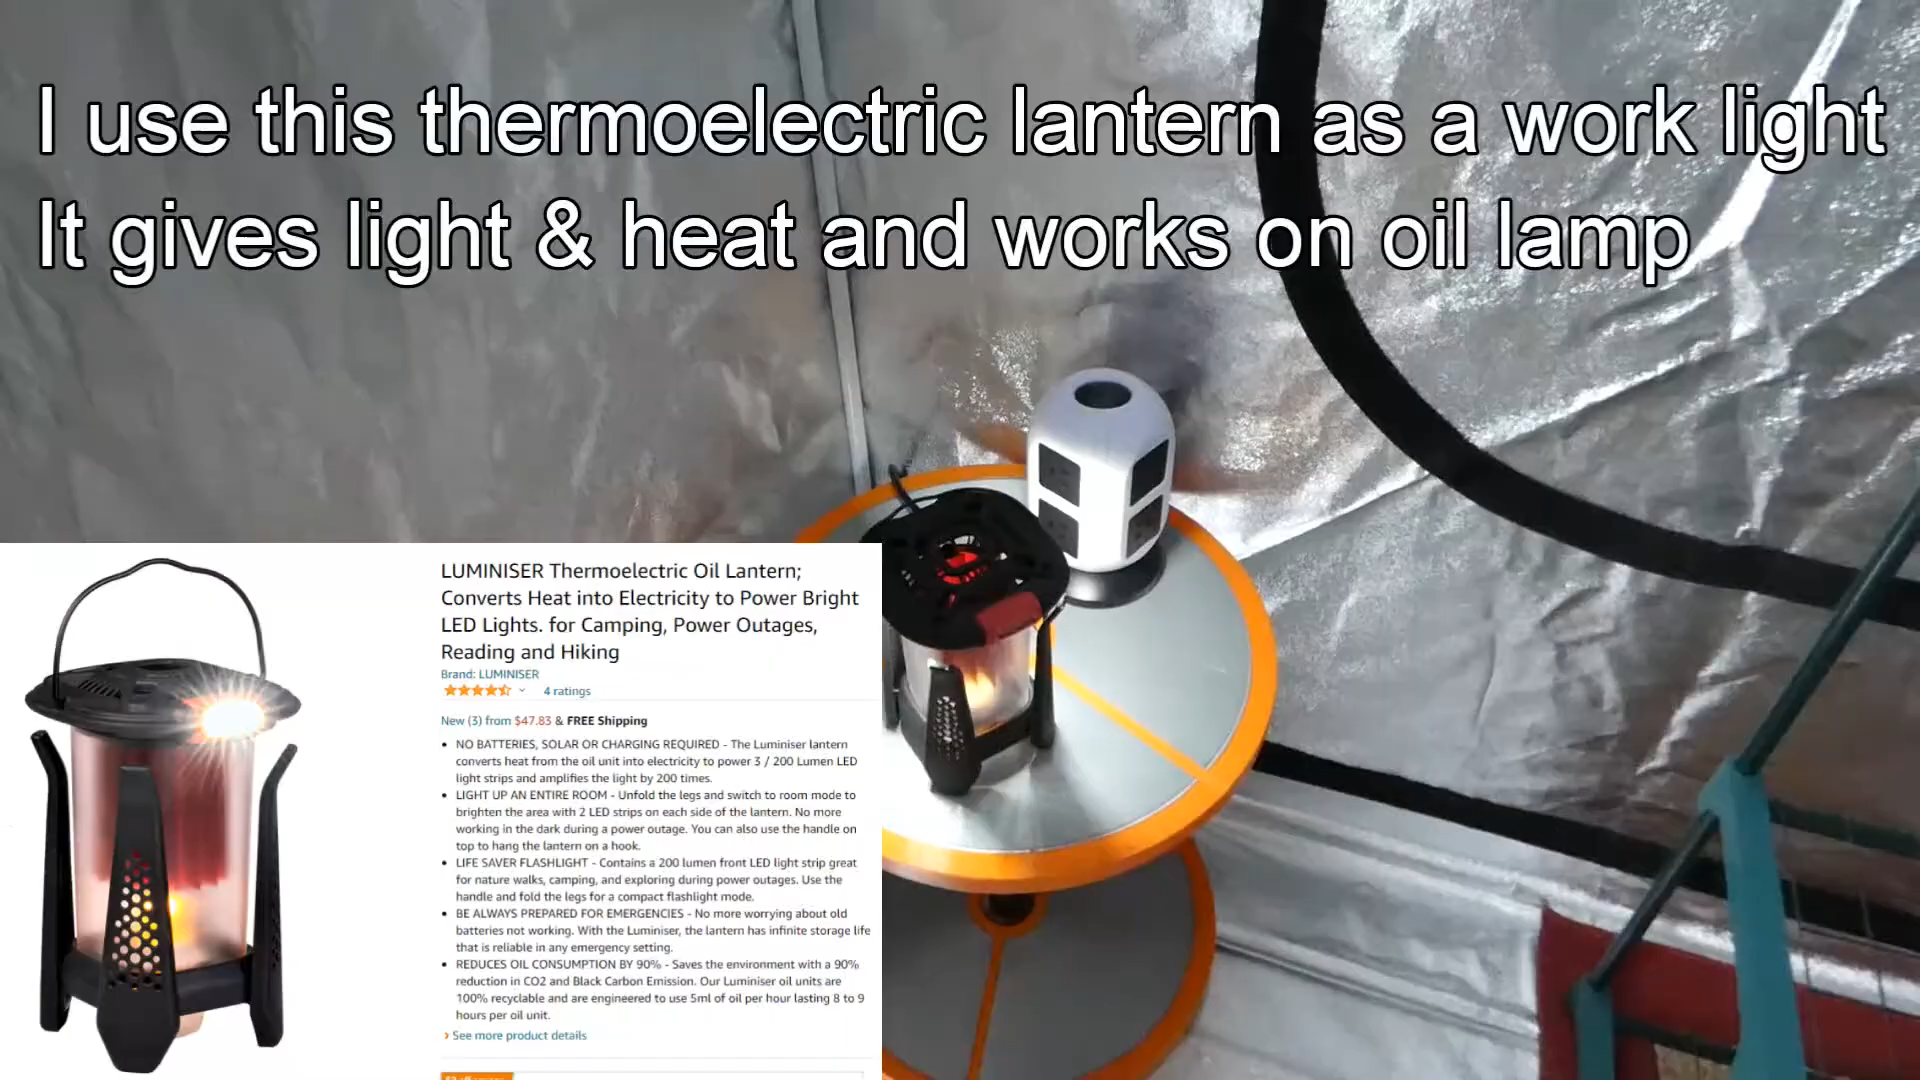 I use this thermoelectric lantern as a work light
It gives light & heat and works on oil lamp
LUMINISER Thermoelectric Oil Lantern;
Converts Heat into Electricity to Power Bright
LED Lights. for Camping, Power Outages,
Reading and Hiking
Brand: LUMINISER
4 ratings
New (3) from $47.83 & FREE Shipping
• NO BATTERIES, SOLAR OR CHARGING REQUIRED - The Luminiser lantern
converts heat from the oil unit into electricity to power 3 / 200 Lumen LED
light strips and amplifies the light by 200 times.
• LIGHT UP AN ENTIRE ROOM - Unfold the legs and switch to room mode to
brighten the area with 2 LED strips on each side of the lantern. No more
working in the dark during a power outage. You can also use the handle on
top to hang the lantern on a hook.
• LIFE SAVER FLASHLIGHT - Contains a 200 lumen front LED light strip great
for nature walks, camping, and exploring during power outages. Use the
handle and fold the legs for a compact flashlight mode.
• BE ALWAYS PREPARED FOR EMERGENCIES - No more worrying about old
batteries not working. With the Luminiser, the lantern has infinite storage life
that is reliable in any emergency setting.
• REDUCES OIL CONSUMPTION BY 90% - Saves the environment with a 90%
reduction in CO2 and Black Carbon Emission. Our Luminiser oil units are
100% recyclable and are engineered to use 5ml of oil per hour lasting 8 to 9
hours per oil unit.
› See more product details